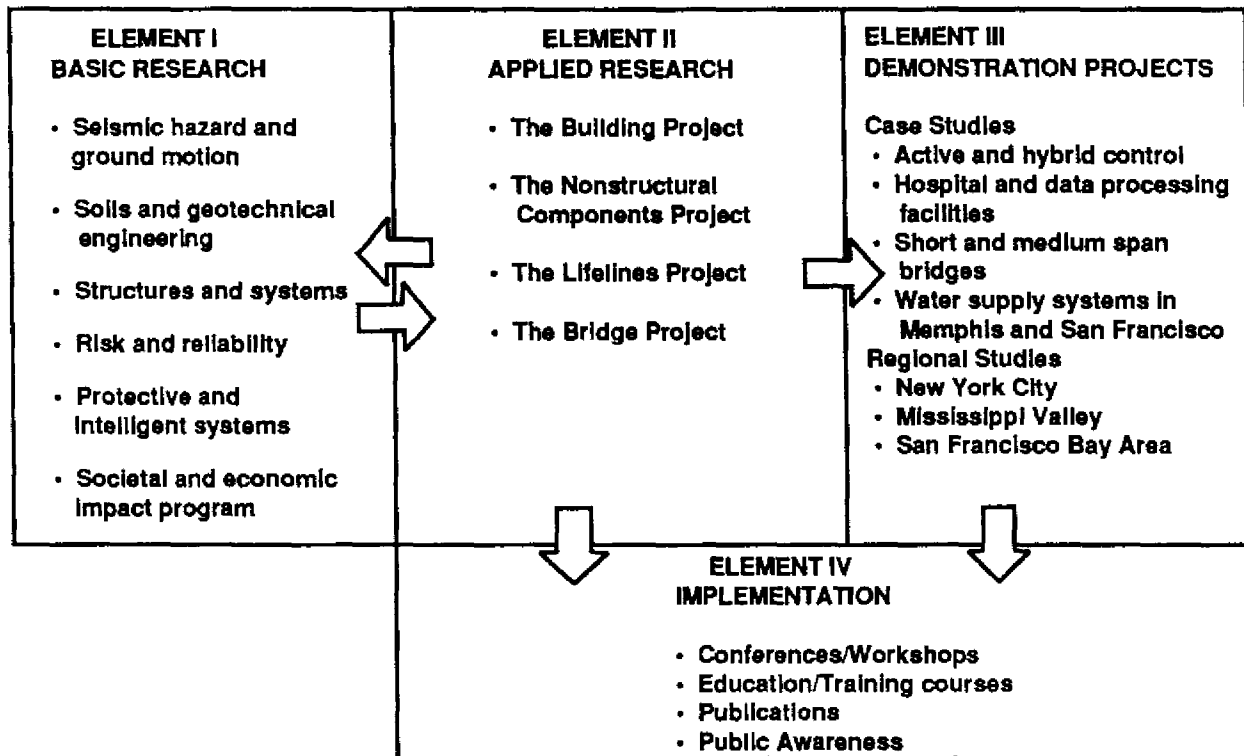 ELEMENT I
BASIC RESEARCH
• Seismic hazard and
ground motion
• Soils and geotechnical
engineering
• Structures and systems
• Risk and reliability
• Protective and
intelligent systems
• Societal and economic
impact program
ELEMENT II
APPLIED RESEARCH
• The Building Project
• The Nonstructural
Components Project
• The Lifelines Project
• The Bridge Project
ELEMENT III
DEMONSTRATION PROJECTS
Case Studies
• Active and hybrid control
• Hospital and data processing
facilities
• Short and medium span
bridges
• Water supply systems in
Memphis and San Francisco
Regional Studies
• New York City
• Mississippi Valley
• San Francisco Bay Area
ELEMENT IV
IMPLEMENTATION
• Conferences/Workshops
• Education/Training courses
• Publications
• Public Awareness